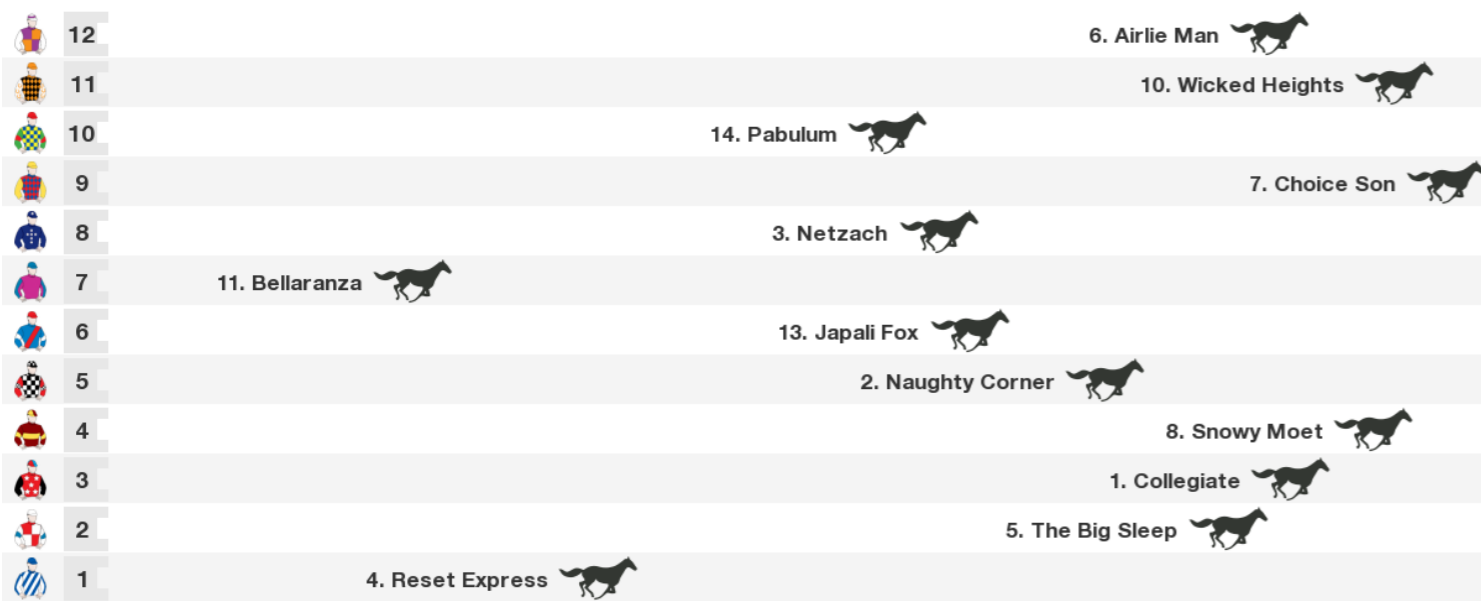 12 6. Airlie Man
11 10. Wicked Heights
10 14. Pabulum
9 7. Choice Son
8 3. Netzach
7 11. Bellaranza
6 13. Japali Fox
5 2. Naughty Corner
4 8. Snowy Moet
3 1. Collegiate
2 5. The Big Sleep
1 4. Reset Express